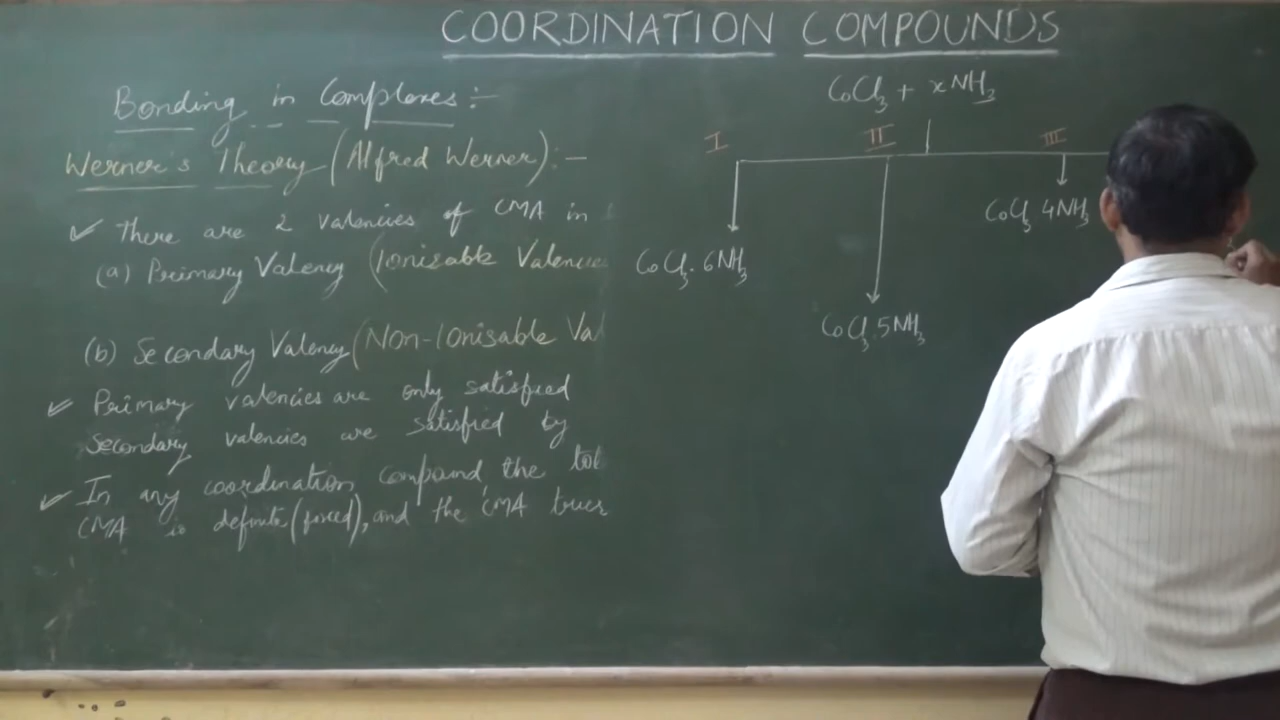 COORDINATION COMPOUNDS
Bonding in Complexes :-
Werner's Theory (Alfred Werner) :-
✓ There are 2 valencies of CMA in
(a) Primary Valency (Ionisable Valencie
(b) Secondary Valency (Non-Ionisable Val
✓ Primary valencies are only satisfied
Secondary valencies are satisfied by
✓ In any coordination compound, the tot
CMA is definite (fixed), and the CMA tries
CoCl₃ + xNH₃
I II III
CoCl₃. 6NH₃
CoCl₃.5NH₃
CoCl₃ 4NH₃